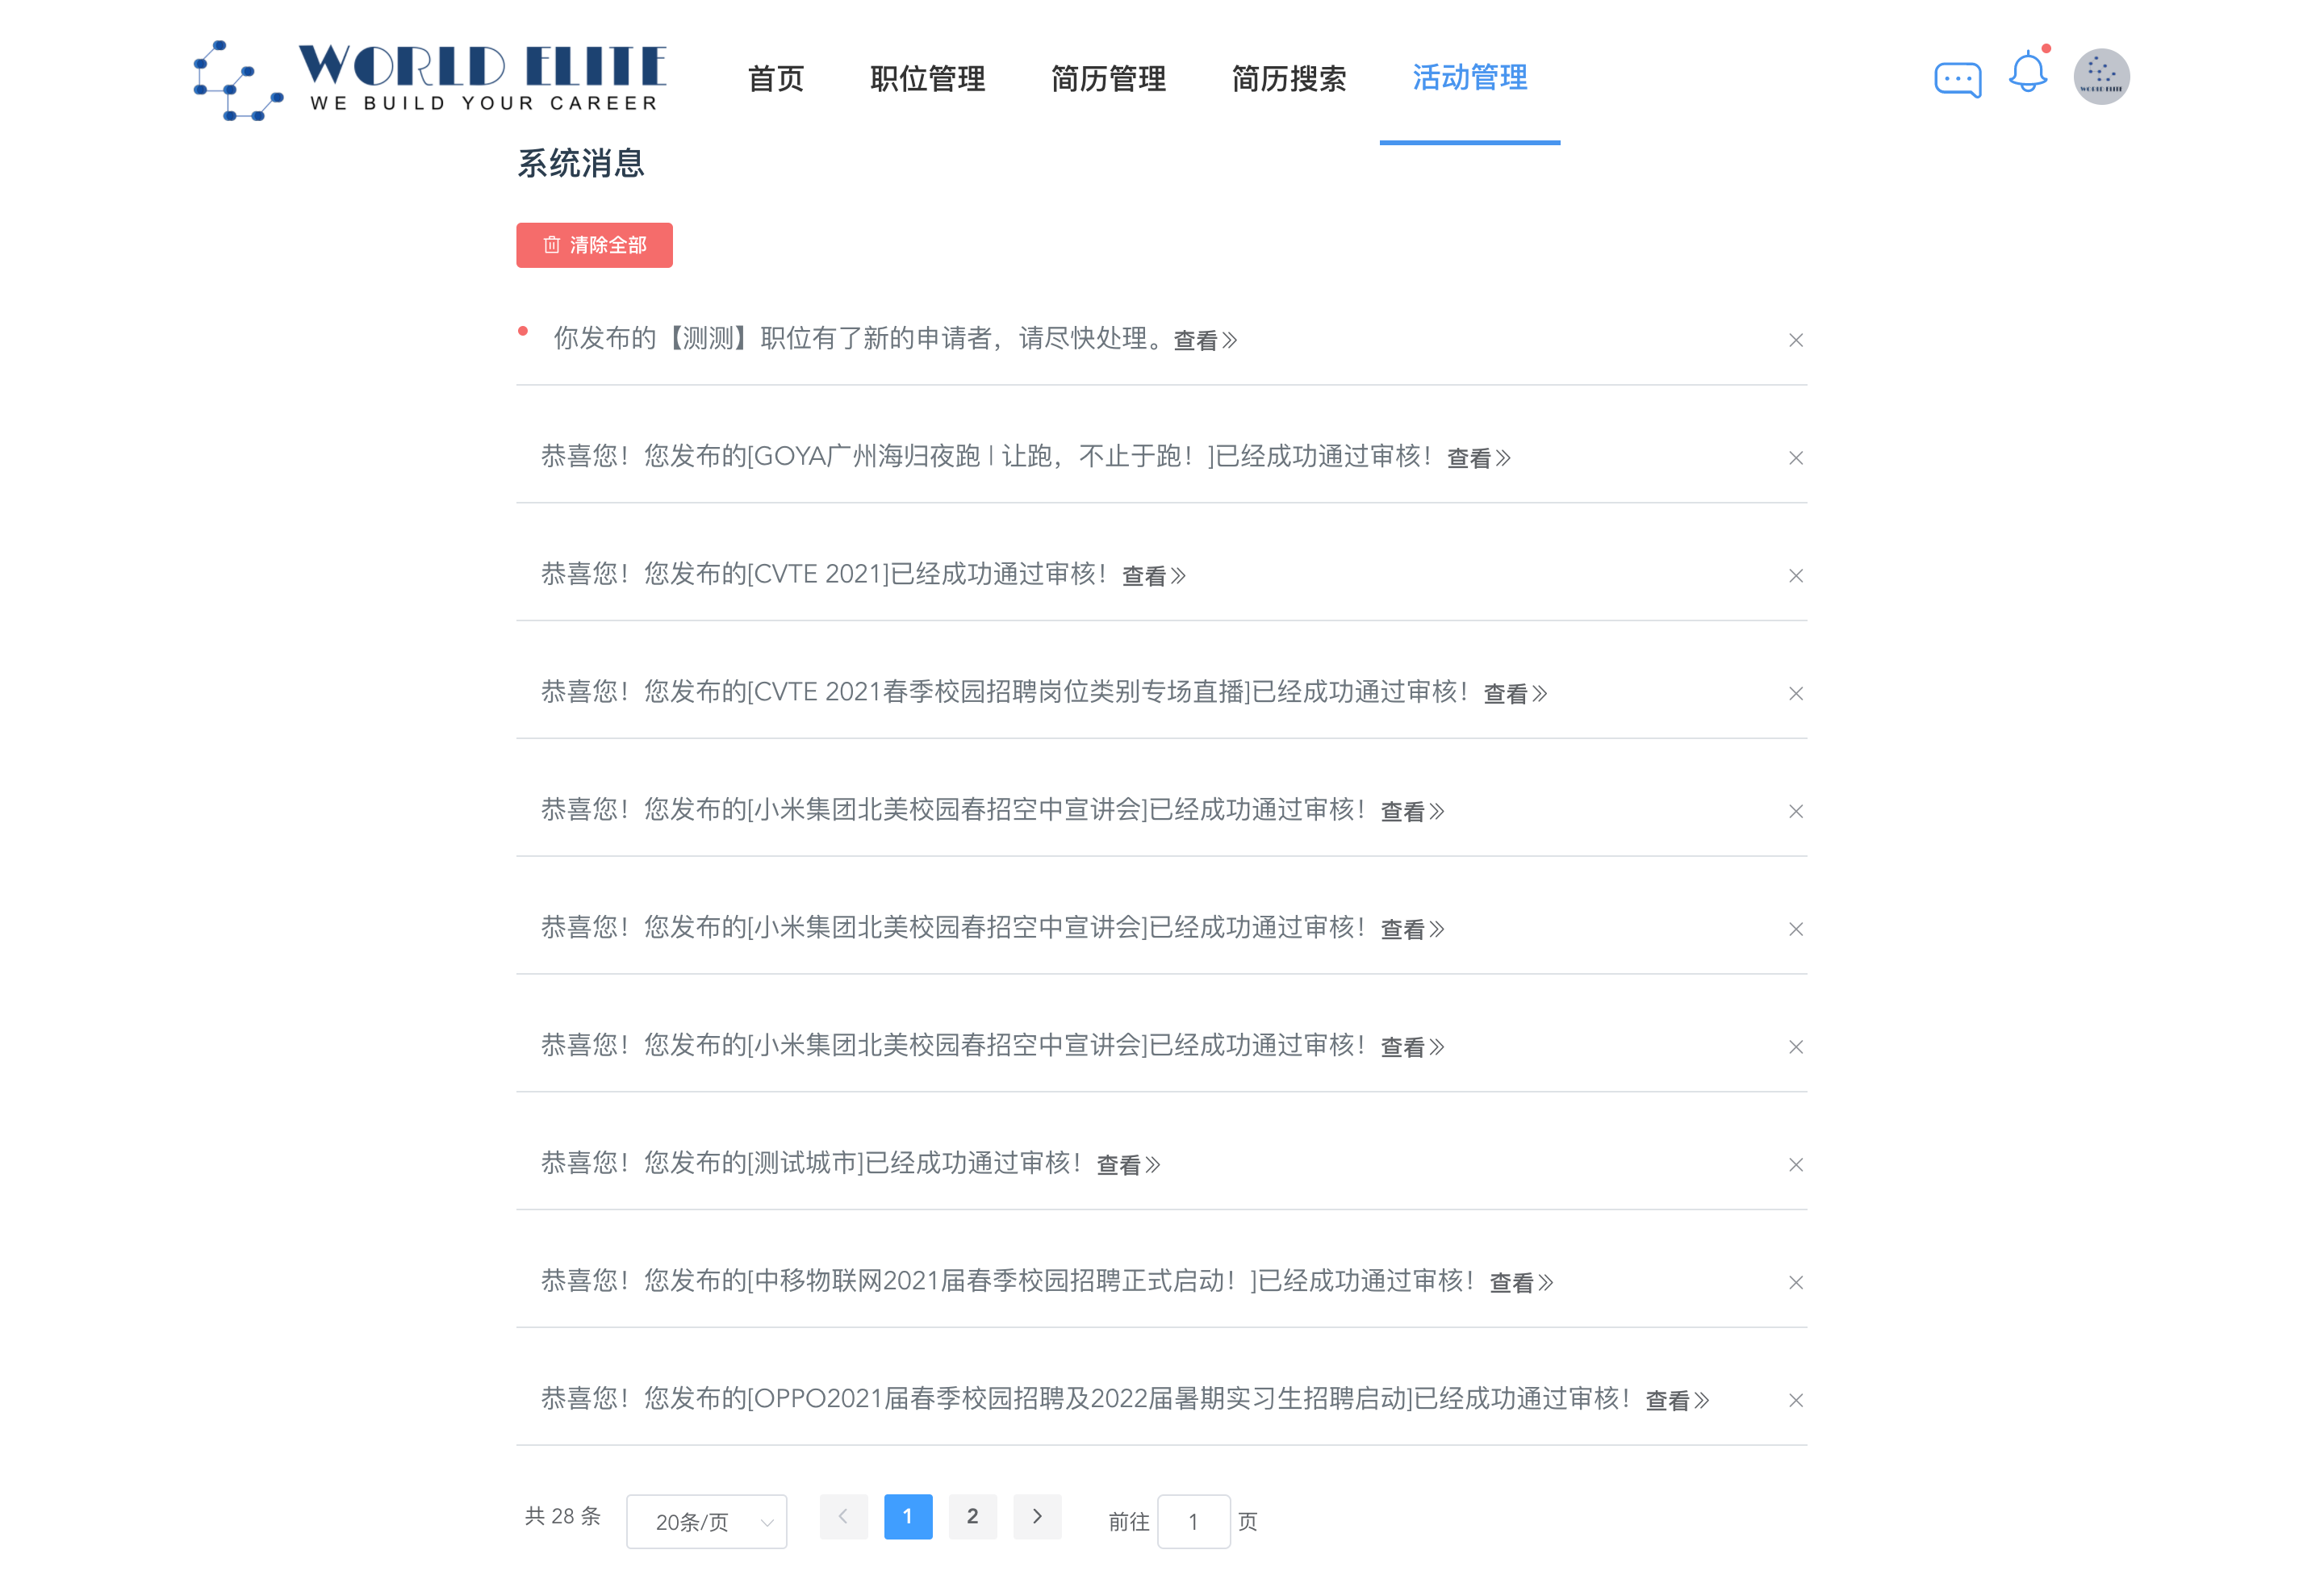 WORLD ELITE
WE BUILD YOUR CAREER
首页 职位管理 简历管理 简历搜索 活动管理
WORLD ELITE
系统消息
清除全部
你发布的【测测】职位有了新的申请者，请尽快处理。查看
恭喜您！您发布的[GOYA广州海归夜跑 | 让跑，不止于跑！]已经成功通过审核！查看
恭喜您！您发布的[CVTE 2021]已经成功通过审核！查看
恭喜您！您发布的[CVTE 2021春季校园招聘岗位类别专场直播]已经成功通过审核！查看
恭喜您！您发布的[小米集团北美校园春招空中宣讲会]已经成功通过审核！查看
恭喜您！您发布的[小米集团北美校园春招空中宣讲会]已经成功通过审核！查看
恭喜您！您发布的[小米集团北美校园春招空中宣讲会]已经成功通过审核！查看
恭喜您！您发布的[测试城市]已经成功通过审核！查看
恭喜您！您发布的[中移物联网2021届春季校园招聘正式启动！]已经成功通过审核！查看
恭喜您！您发布的[OPPO2021届春季校园招聘及2022届暑期实习生招聘启动]已经成功通过审核！查看
共 28 条 20条/页 1 2 前往 1 页